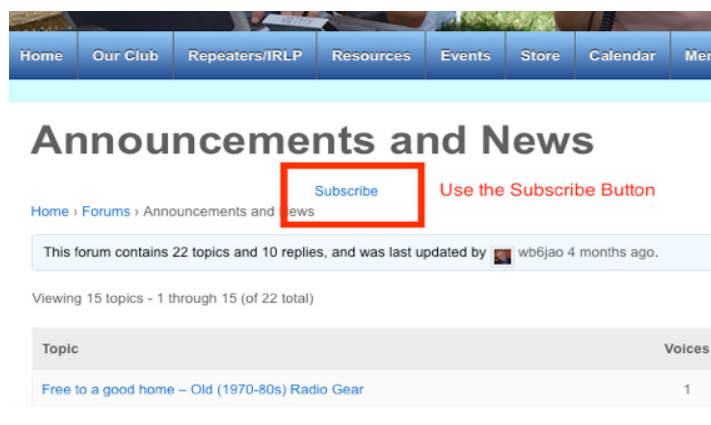 Home Our Club Repeaters/IRLP Resources Events Store Calendar
Announcements and News
Subscribe Use the Subscribe Button
Home › Forums › Announcements and News
This forum contains 22 topics and 10 replies, and was last updated by wb6jao 4 months ago.
Viewing 15 topics - 1 through 15 (of 22 total)
Topic Voices
Free to a good home – Old (1970-80s) Radio Gear 1